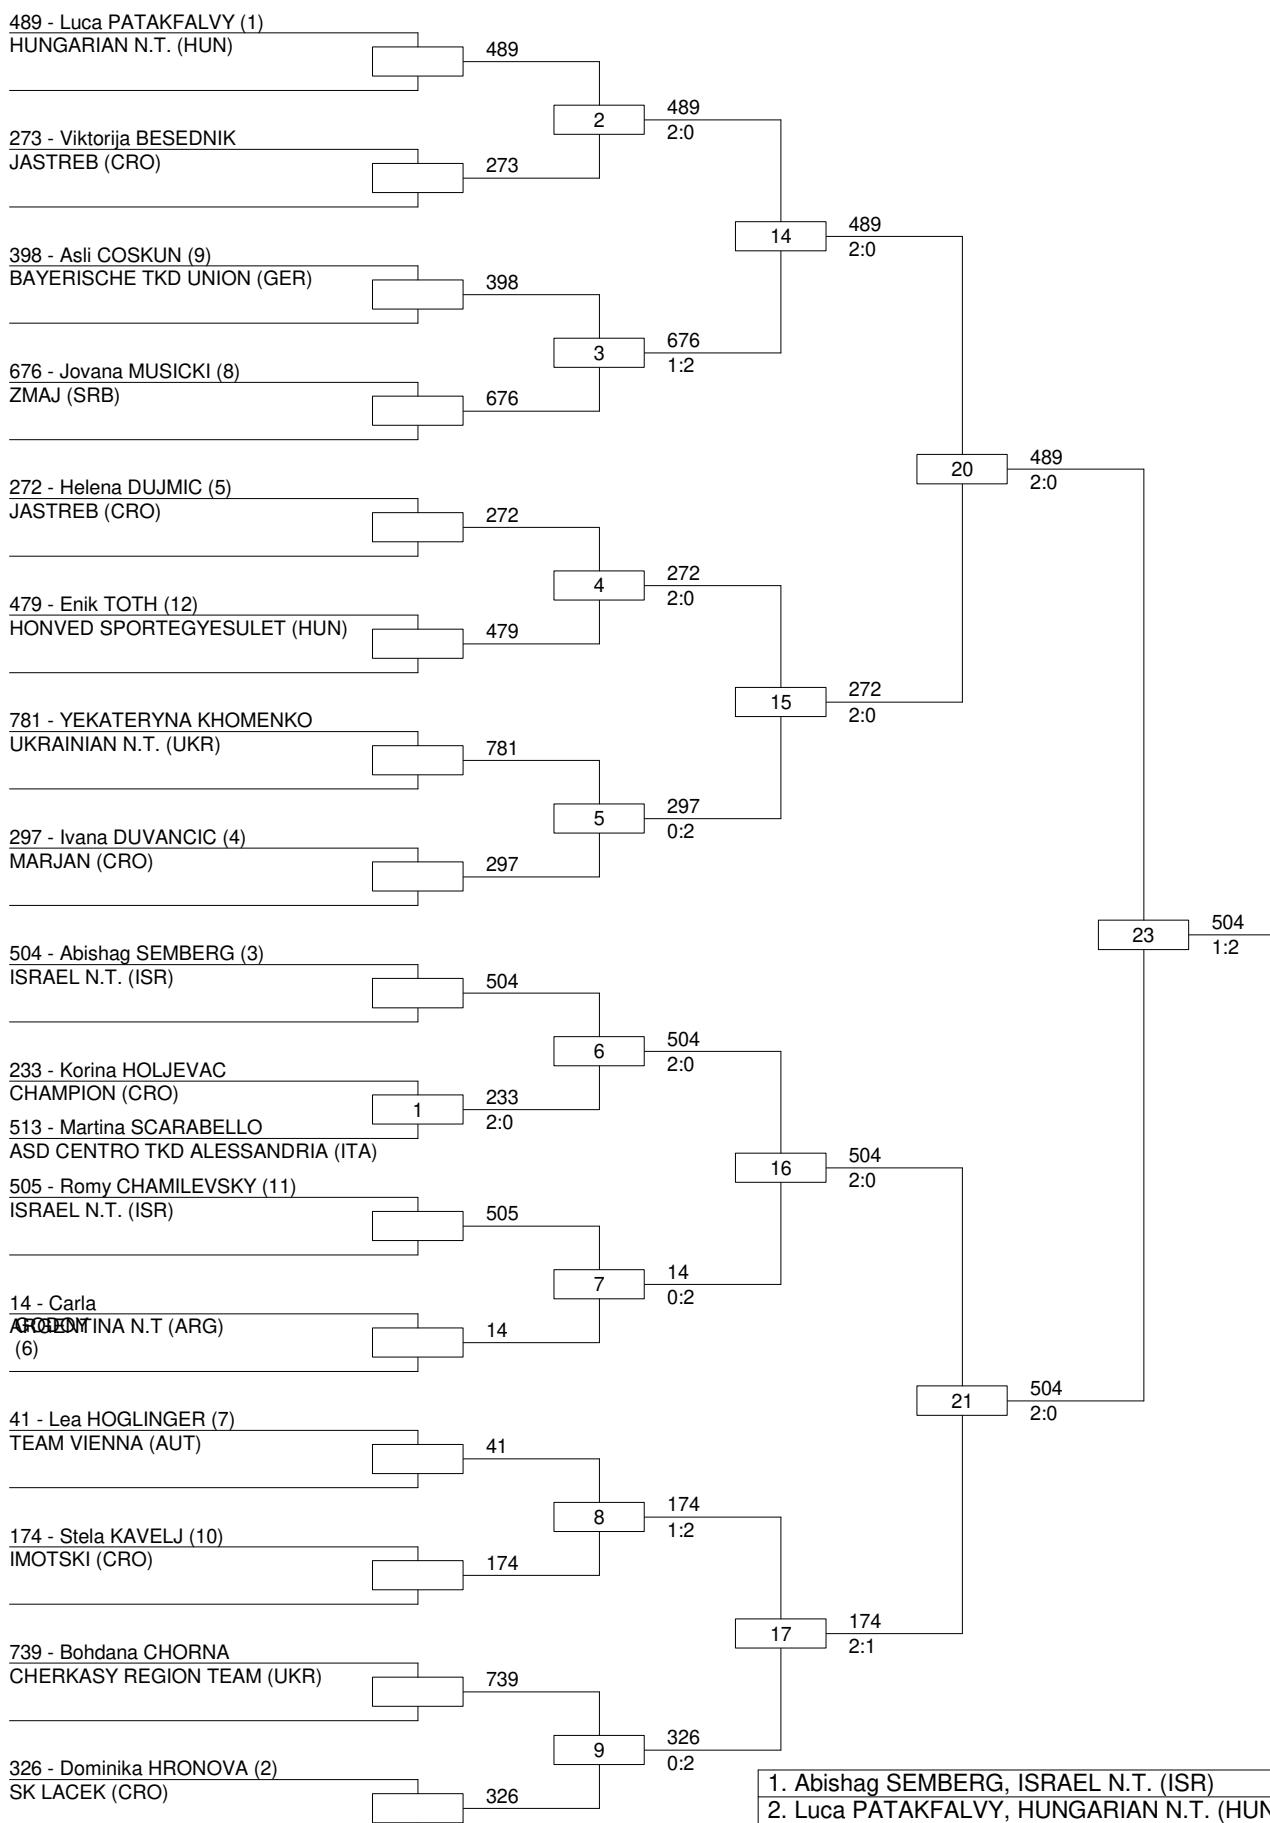 489 - Luca PATAKFALVY (1)
HUNGARIAN N.T. (HUN)
489
2
489
2:0
273 - Viktorija BESEDNIK
JASTREB (CRO)
273
14
489
2:0
398 - Asli COSKUN (9)
BAYERISCHE TKD UNION (GER)
398
3
676
1:2
676 - Jovana MUSICKI (8)
ZMAJ (SRB)
676
20
489
2:0
272 - Helena DUJMIC (5)
JASTREB (CRO)
272
4
272
2:0
479 - Enik TOTH (12)
HONVED SPORTEGYESULET (HUN)
479
15
272
2:0
781 - YEKATERYNA KHOMENKO
UKRAINIAN N.T. (UKR)
781
5
297
0:2
297 - Ivana DUVANCIC (4)
MARJAN (CRO)
297
23
504
1:2
504 - Abishag SEMBERG (3)
ISRAEL N.T. (ISR)
504
6
504
2:0
233 - Korina HOLJEVAC
CHAMPION (CRO)
1
233
2:0
513 - Martina SCARABELLO
ASD CENTRO TKD ALESSANDRIA (ITA)
16
504
2:0
505 - Romy CHAMILEVSKY (11)
ISRAEL N.T. (ISR)
505
7
14
0:2
14 - Carla
GODOY
ARGENTINA N.T (ARG)
(6)
14
21
504
2:0
41 - Lea HOGLINGER (7)
TEAM VIENNA (AUT)
41
8
174
1:2
174 - Stela KAVELJ (10)
IMOTSKI (CRO)
174
17
174
2:1
739 - Bohdana CHORNA
CHERKASY REGION TEAM (UKR)
739
9
326
0:2
326 - Dominika HRONOVA (2)
SK LACEK (CRO)
326
1. Abishag SEMBERG, ISRAEL N.T. (ISR)
2. Luca PATAKFALVY, HUNGARIAN N.T. (HUN